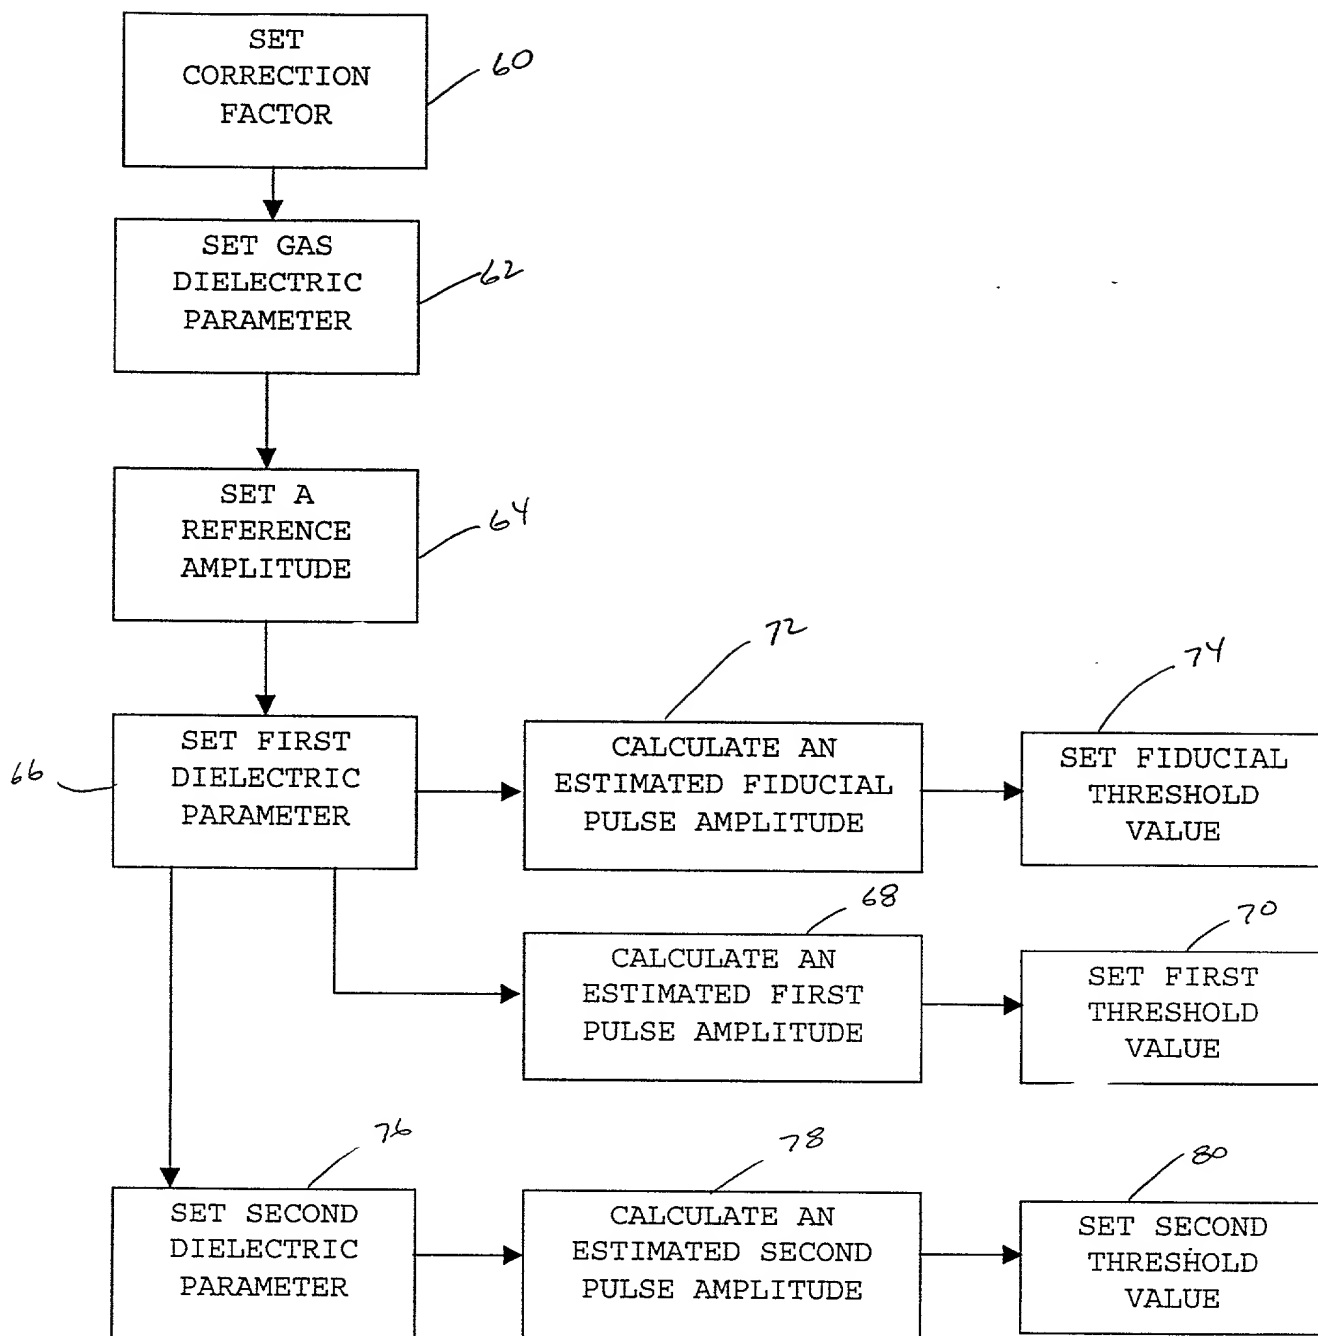 SET
CORRECTION
FACTOR
60
SET GAS
DIELECTRIC
PARAMETER
62
SET A
REFERENCE
AMPLITUDE
64
66
SET FIRST
DIELECTRIC
PARAMETER
72
CALCULATE AN
ESTIMATED FIDUCIAL
PULSE AMPLITUDE
74
SET FIDUCIAL
THRESHOLD
VALUE
68
CALCULATE AN
ESTIMATED FIRST
PULSE AMPLITUDE
70
SET FIRST
THRESHOLD
VALUE
76
SET SECOND
DIELECTRIC
PARAMETER
78
CALCULATE AN
ESTIMATED SECOND
PULSE AMPLITUDE
80
SET SECOND
THRESHOLD
VALUE